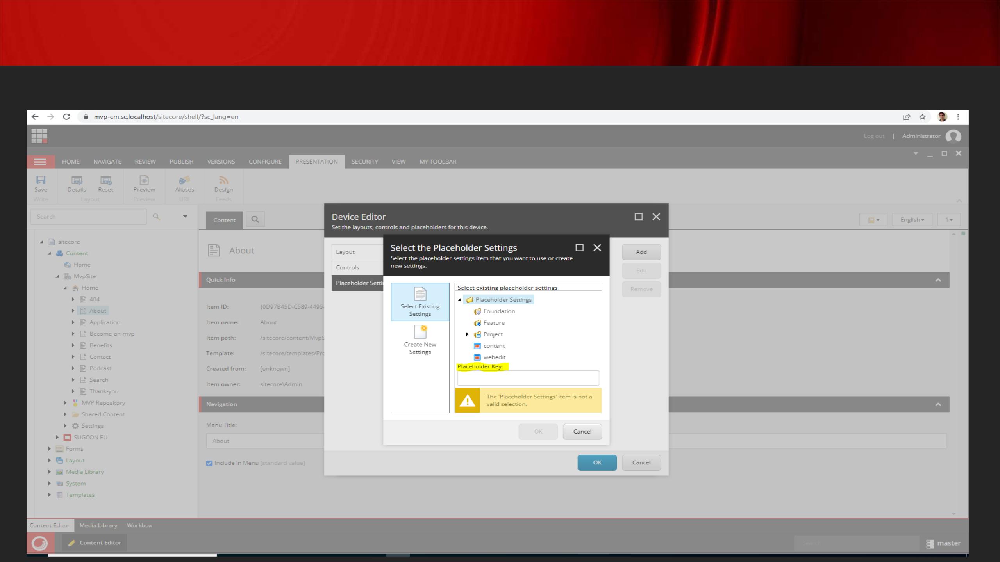 mvp-cm.sc.localhost/sitecore/shell/?sc_lang=en
Log out | Administrator
HOME NAVIGATE REVIEW PUBLISH VERSIONS CONFIGURE PRESENTATION SECURITY VIEW MY TOOLBAR
Save Details Reset Preview Aliases Design
Write Layout Preview URL Feeds
Search
Content
English 1
sitecore
Content
Home
MvpSite
Home
404
About
Application
Become-an-mvp
Benefits
Contact
Podcast
Search
Thank-you
MVP Repository
Shared Content
Settings
SUGCON EU
Forms
Layout
Media Library
System
Templates
About
Quick Info
Item ID: {0D97B45D-C589-4495-
Item name: About
Item path: /sitecore/content/MvpS
Template: /sitecore/templates/Pro
Created from: [unknown]
Item owner: sitecore\Admin
Navigation
Menu Title:
About
Include in Menu [standard value]
Device Editor
Set the layouts, controls and placeholders for this device.
Layout
Controls
Placeholder Setti
Add
Edit
Remove
Select the Placeholder Settings
Select the placeholder settings item that you want to use or create
new settings.
Select Existing
Settings
Create New
Settings
Select existing placeholder settings
Placeholder Settings
Foundation
Feature
Project
content
webedit
Placeholder Key:
The 'Placeholder Settings' item is not a
valid selection.
OK Cancel
OK Cancel
Content Editor Media Library Workbox
Content Editor
master